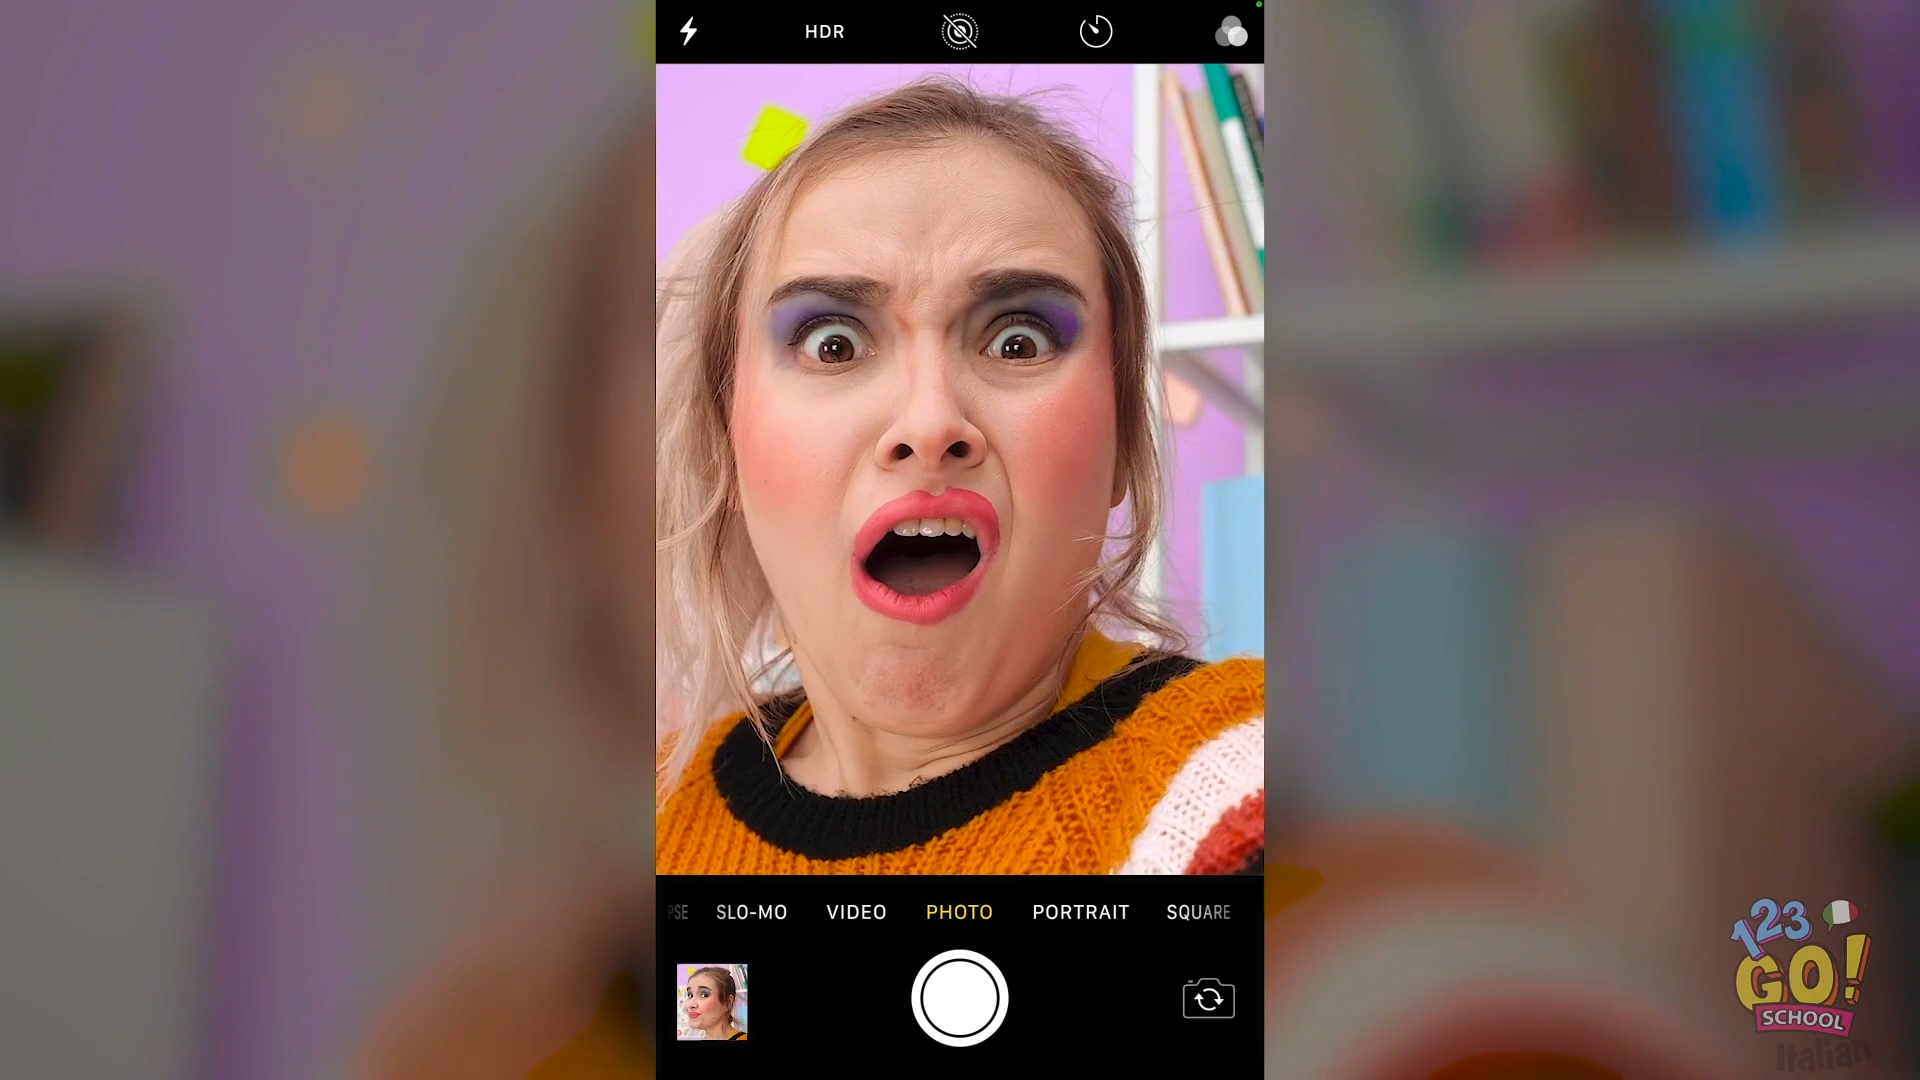 HDR
PSE SLO-MO VIDEO PHOTO PORTRAIT SQUARE
123
GO!
SCHOOL
Italian